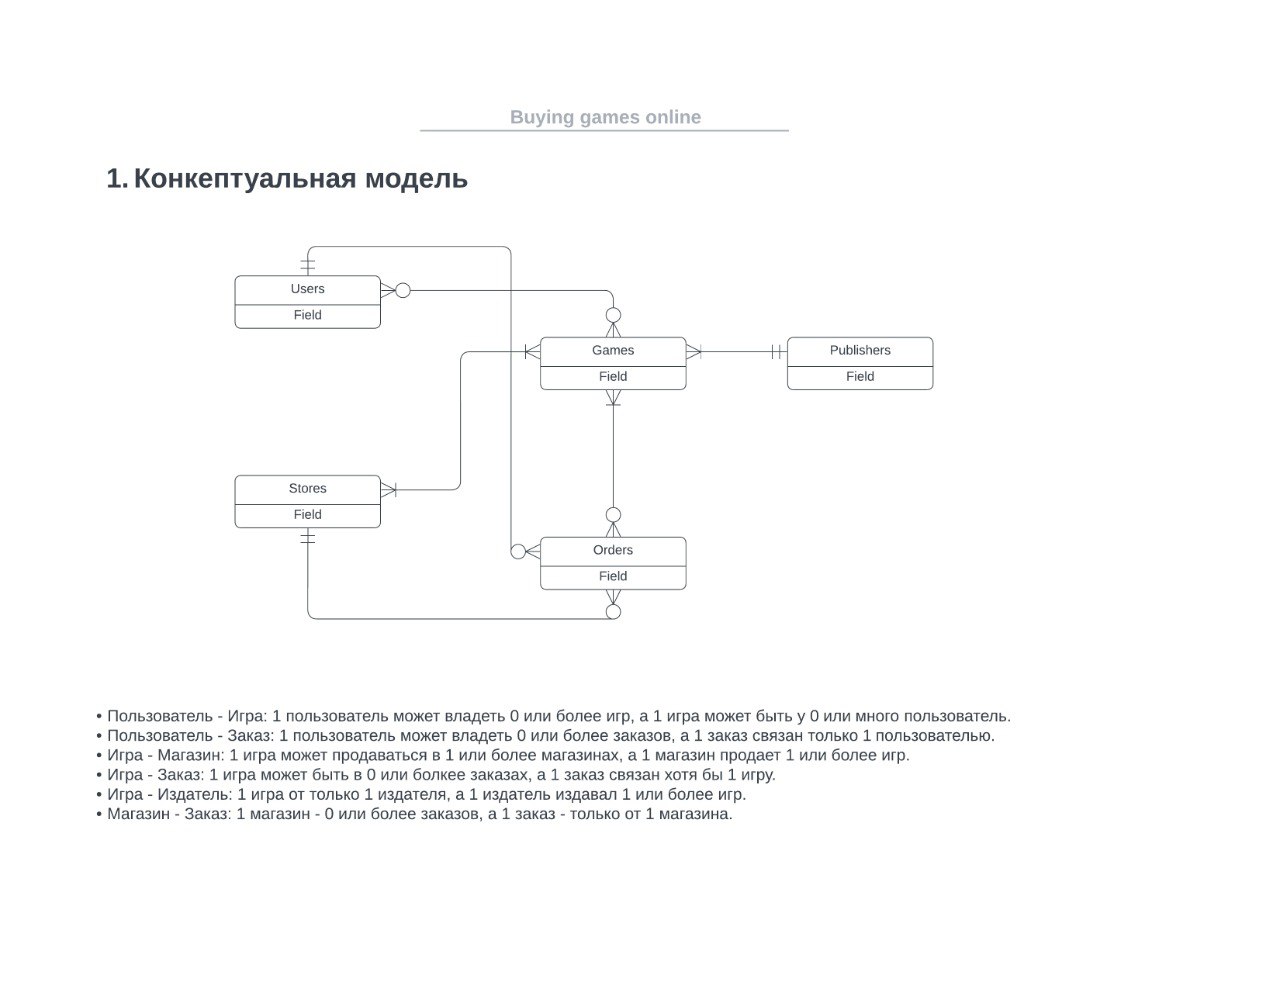 Buying games online
1. Конкептуальная модель
Users
Field
Games
Field
Publishers
Field
Stores
Field
Orders
Field
• Пользователь - Игра: 1 пользователь может владеть 0 или более игр, а 1 игра может быть у 0 или много пользователь.
• Пользователь - Заказ: 1 пользователь может владеть 0 или более заказов, а 1 заказ связан только 1 пользователью.
• Игра - Магазин: 1 игра может продаваться в 1 или более магазинах, а 1 магазин продает 1 или более игр.
• Игра - Заказ: 1 игра может быть в 0 или болкее заказах, а 1 заказ связан хотя бы 1 игру.
• Игра - Издатель: 1 игра от только 1 издателя, а 1 издатель издавал 1 или более игр.
• Магазин - Заказ: 1 магазин - 0 или более заказов, а 1 заказ - только от 1 магазина.